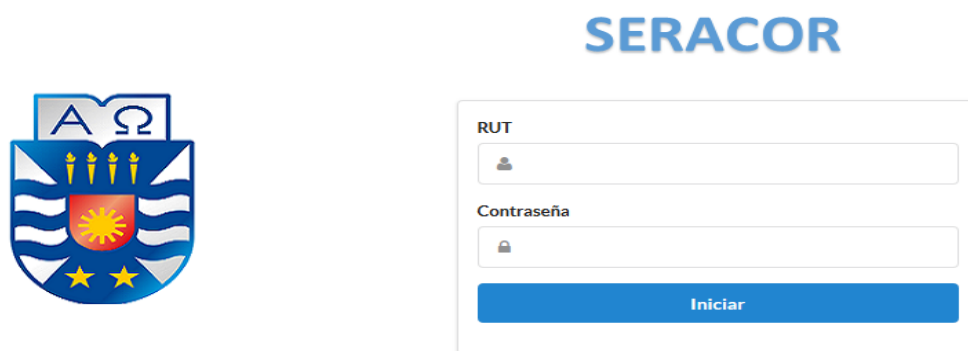 SERACOR
Α Ω
RUT
Contraseña
Iniciar